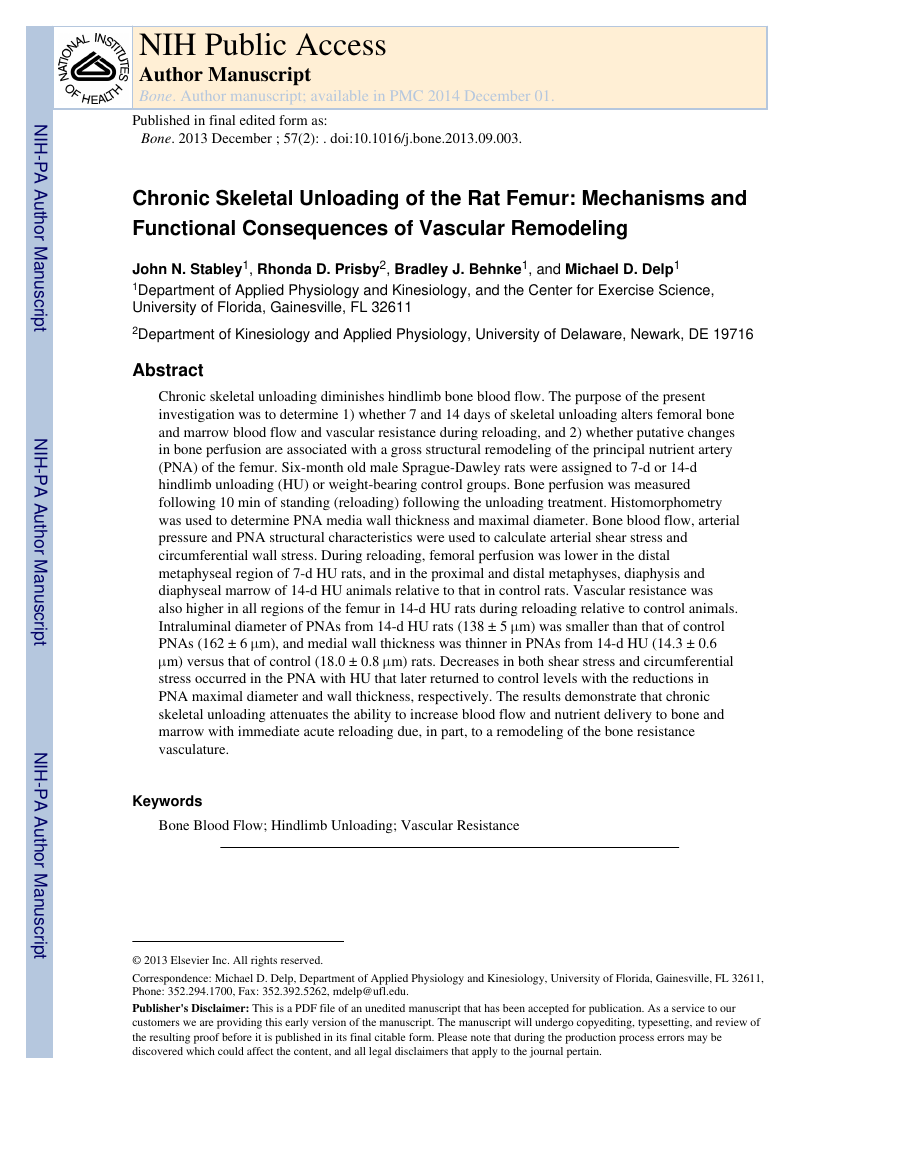 NATIONAL INSTITUTES
OF HEALTH
NIH Public Access
Author Manuscript
Bone. Author manuscript; available in PMC 2014 December 01.
NIH-PA Author Manuscript
NIH-PA Author Manuscript
NIH-PA Author Manuscript
Published in final edited form as:
Bone. 2013 December ; 57(2): . doi:10.1016/j.bone.2013.09.003.
Chronic Skeletal Unloading of the Rat Femur: Mechanisms and
Functional Consequences of Vascular Remodeling
John N. Stabley1, Rhonda D. Prisby2, Bradley J. Behnke1, and Michael D. Delp1
1Department of Applied Physiology and Kinesiology, and the Center for Exercise Science,
University of Florida, Gainesville, FL 32611
2Department of Kinesiology and Applied Physiology, University of Delaware, Newark, DE 19716
Abstract
Chronic skeletal unloading diminishes hindlimb bone blood flow. The purpose of the present
investigation was to determine 1) whether 7 and 14 days of skeletal unloading alters femoral bone
and marrow blood flow and vascular resistance during reloading, and 2) whether putative changes
in bone perfusion are associated with a gross structural remodeling of the principal nutrient artery
(PNA) of the femur. Six-month old male Sprague-Dawley rats were assigned to 7-d or 14-d
hindlimb unloading (HU) or weight-bearing control groups. Bone perfusion was measured
following 10 min of standing (reloading) following the unloading treatment. Histomorphometry
was used to determine PNA media wall thickness and maximal diameter. Bone blood flow, arterial
pressure and PNA structural characteristics were used to calculate arterial shear stress and
circumferential wall stress. During reloading, femoral perfusion was lower in the distal
metaphyseal region of 7-d HU rats, and in the proximal and distal metaphyses, diaphysis and
diaphyseal marrow of 14-d HU animals relative to that in control rats. Vascular resistance was
also higher in all regions of the femur in 14-d HU rats during reloading relative to control animals.
Intraluminal diameter of PNAs from 14-d HU rats (138 ± 5 μm) was smaller than that of control
PNAs (162 ± 6 μm), and medial wall thickness was thinner in PNAs from 14-d HU (14.3 ± 0.6
μm) versus that of control (18.0 ± 0.8 μm) rats. Decreases in both shear stress and circumferential
stress occurred in the PNA with HU that later returned to control levels with the reductions in
PNA maximal diameter and wall thickness, respectively. The results demonstrate that chronic
skeletal unloading attenuates the ability to increase blood flow and nutrient delivery to bone and
marrow with immediate acute reloading due, in part, to a remodeling of the bone resistance
vasculature.
Keywords
Bone Blood Flow; Hindlimb Unloading; Vascular Resistance
© 2013 Elsevier Inc. All rights reserved.
Correspondence: Michael D. Delp, Department of Applied Physiology and Kinesiology, University of Florida, Gainesville, FL 32611,
Phone: 352.294.1700, Fax: 352.392.5262, mdelp@ufl.edu.
Publisher's Disclaimer: This is a PDF file of an unedited manuscript that has been accepted for publication. As a service to our
customers we are providing this early version of the manuscript. The manuscript will undergo copyediting, typesetting, and review of
the resulting proof before it is published in its final citable form. Please note that during the production process errors may be
discovered which could affect the content, and all legal disclaimers that apply to the journal pertain.